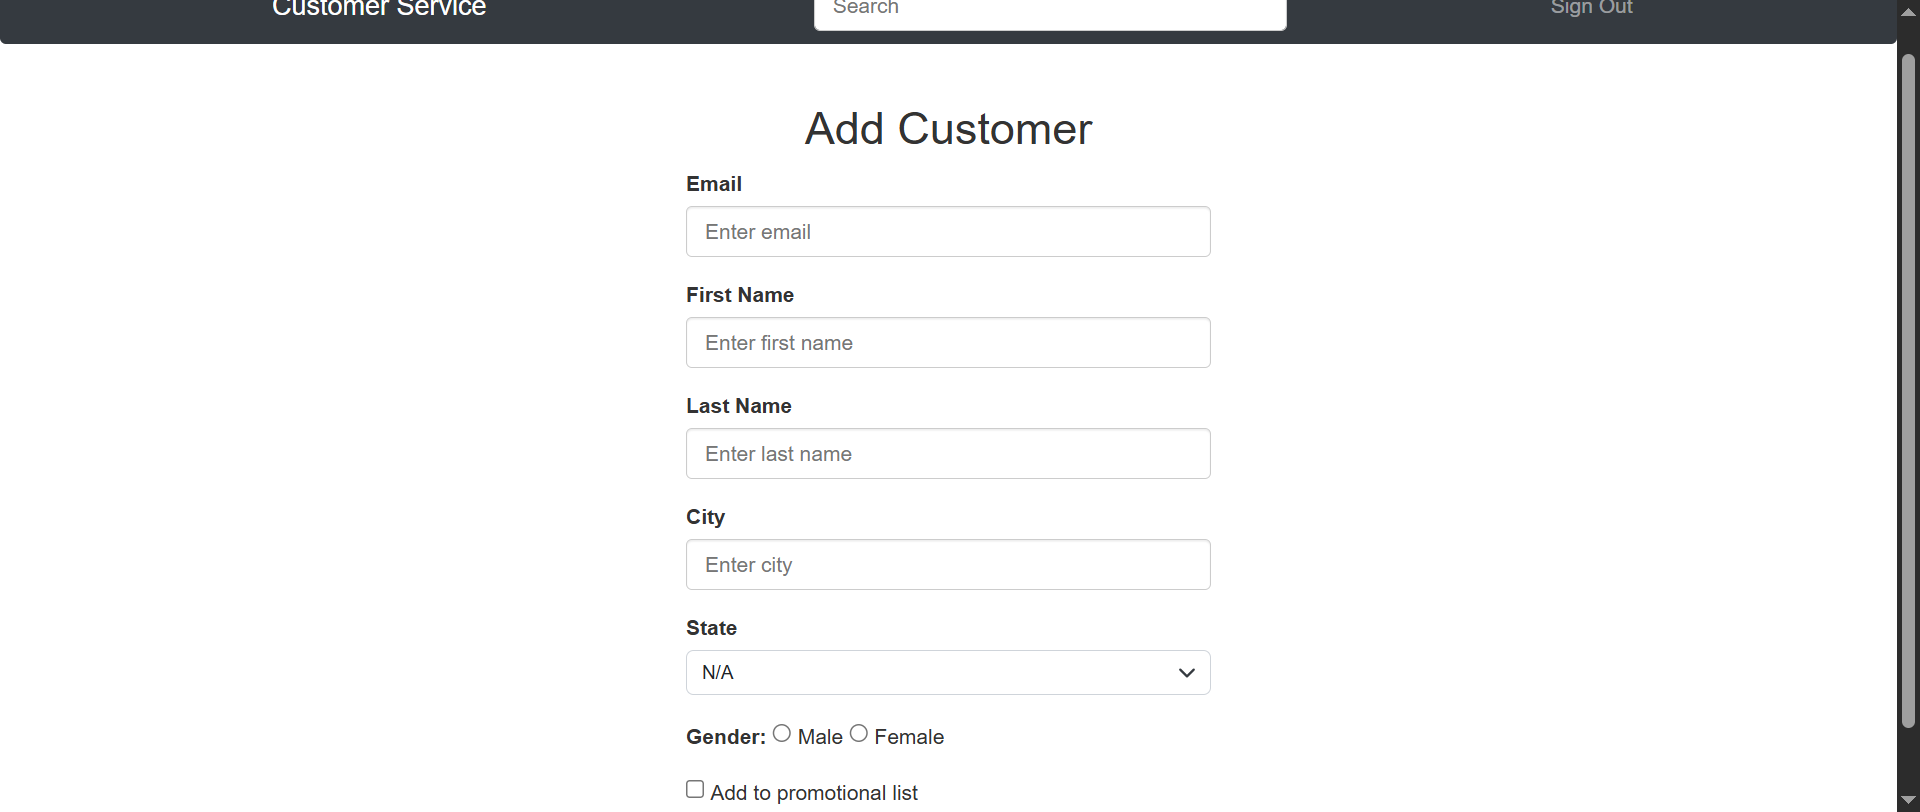 Customer Service
Search
Sign Out
Add Customer
Email
Enter email
First Name
Enter first name
Last Name
Enter last name
City
Enter city
State
N/A
Gender: Male Female
Add to promotional list